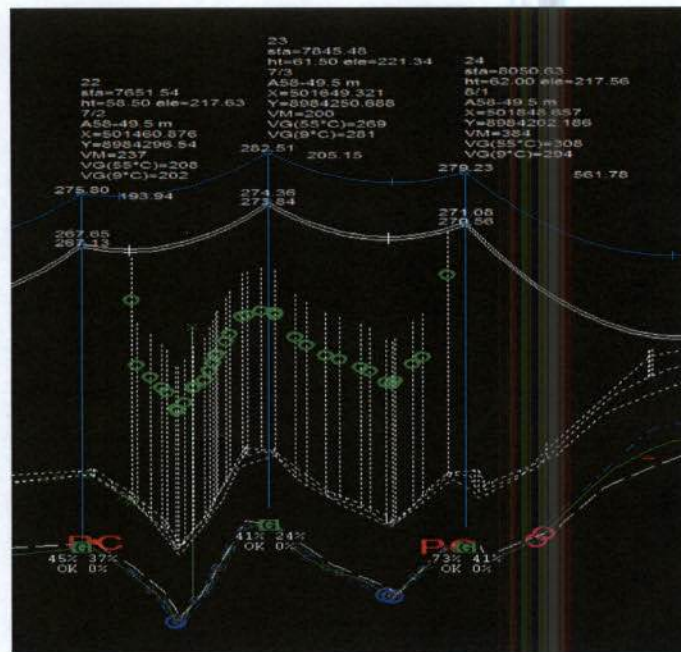 23
sta=7845.48
ht=61.50 ele=221.34
7/3
A58-49.5 m
X=501649.321
Y=8984250.688
VM=200
VG(55°C)=269
VG(9°C)=281
282.51
205.15
22
sta=7651.54
ht=58.50 ele=217.63
7/2
A58-49.5 m
X=501460.876
Y=8984296.54
VM=237
VG(55°C)=208
VG(9°C)=202
275.80
193.94
24
sta=8050.63
ht=62.00 ele=217.56
8/1
A58-49.5 m
X=501848.657
Y=8984202.186
VM=384
VG(55°C)=308
VG(9°C)=294
279.23
561.78
274.36
273.84
267.65
267.13
271.08
270.56
G
PC
G
PC
G
45% 37%
OK 0%
41% 24%
OK 0%
73% 41%
OK 0%